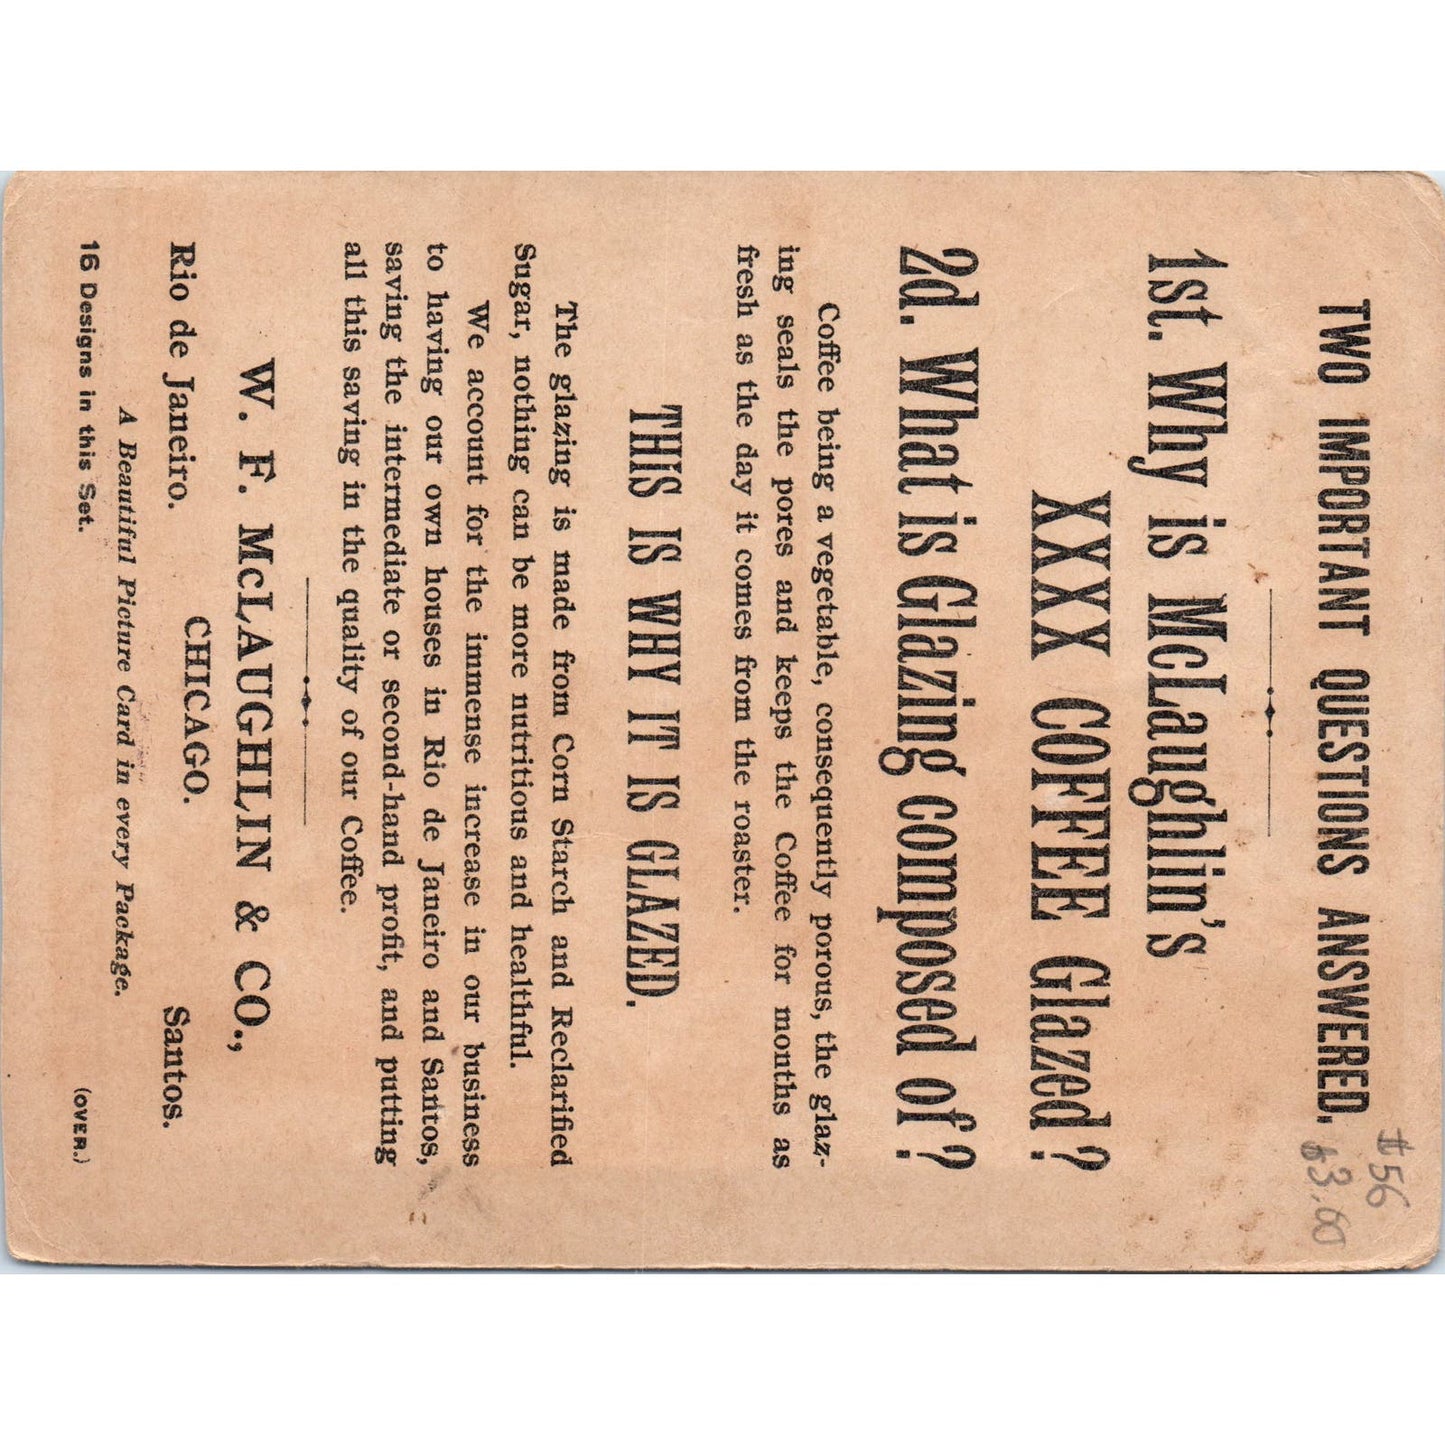 TWO IMPORTANT QUESTIONS ANSWERED,
#56
$3.00
1st. Why is McLaughlin's
XXXX COFFEE Glazed?
2d. What is Glazing composed of?
Coffee being a vegetable, consequently porous, the glaz-
ing seals the pores and keeps the Coffee for months as
fresh as the day it comes from the roaster.
THIS IS WHY IT IS GLAZED.
The glazing is made from Corn Starch and Reclarified
Sugar, nothing can be more nutritious and healthful.
We account for the immense increase in our business
to having our own houses in Rio de Janeiro and Santos,
saving the intermediate or second-hand profit, and putting
all this saving in the quality of our Coffee.
W. F. McLAUGHLIN & CO.,
Rio de Janeiro. CHICAGO. Santos.
A Beautiful Picture Card in every Package.
16 Designs in this Set. (OVER.)